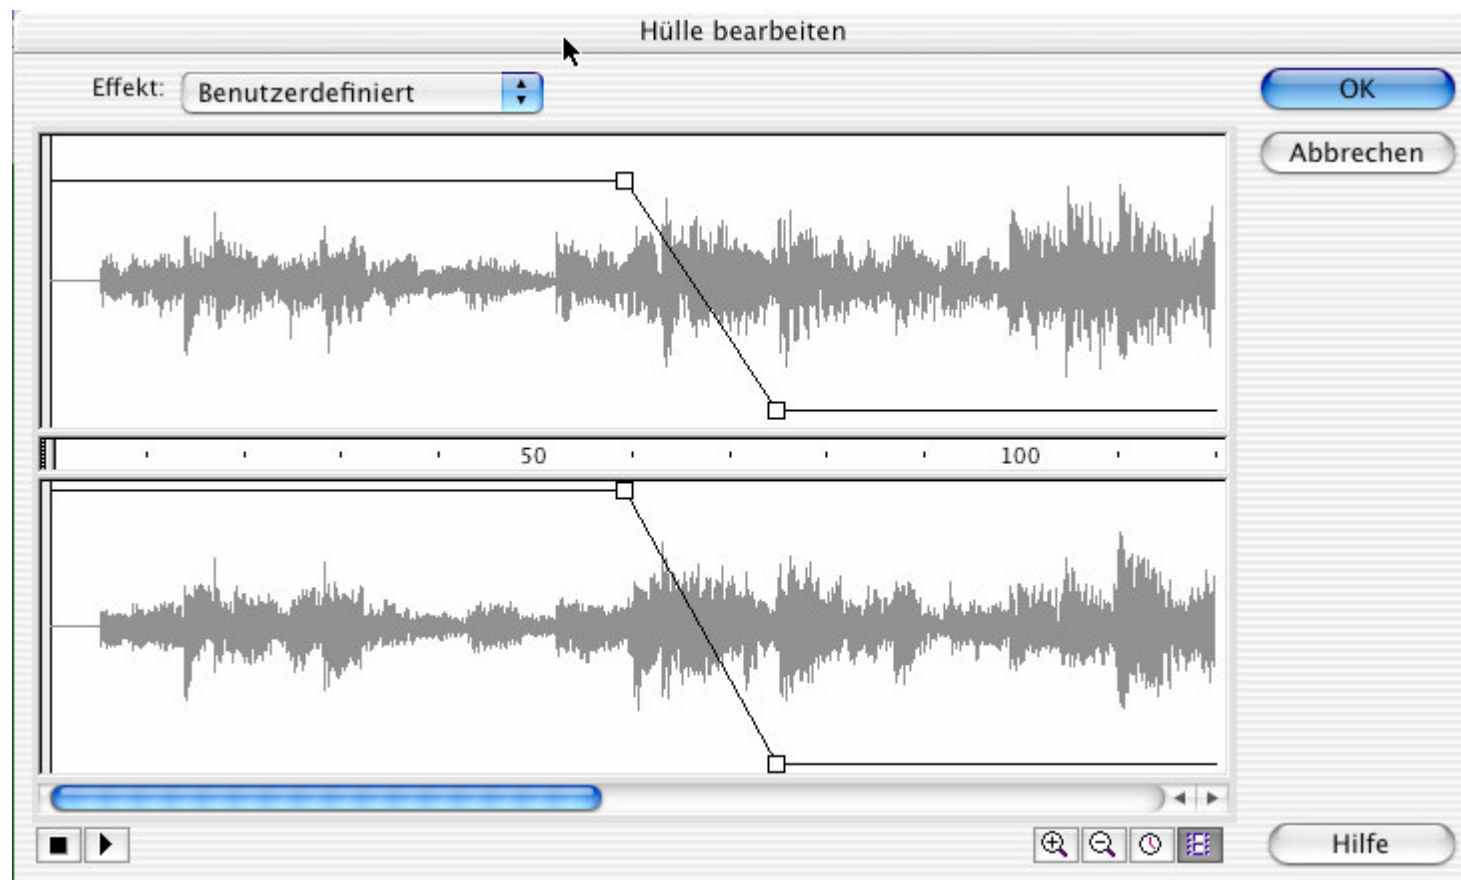 Hülle bearbeiten
Effekt: Benutzerdefiniert
OK
Abbrechen
50 100
Hilfe